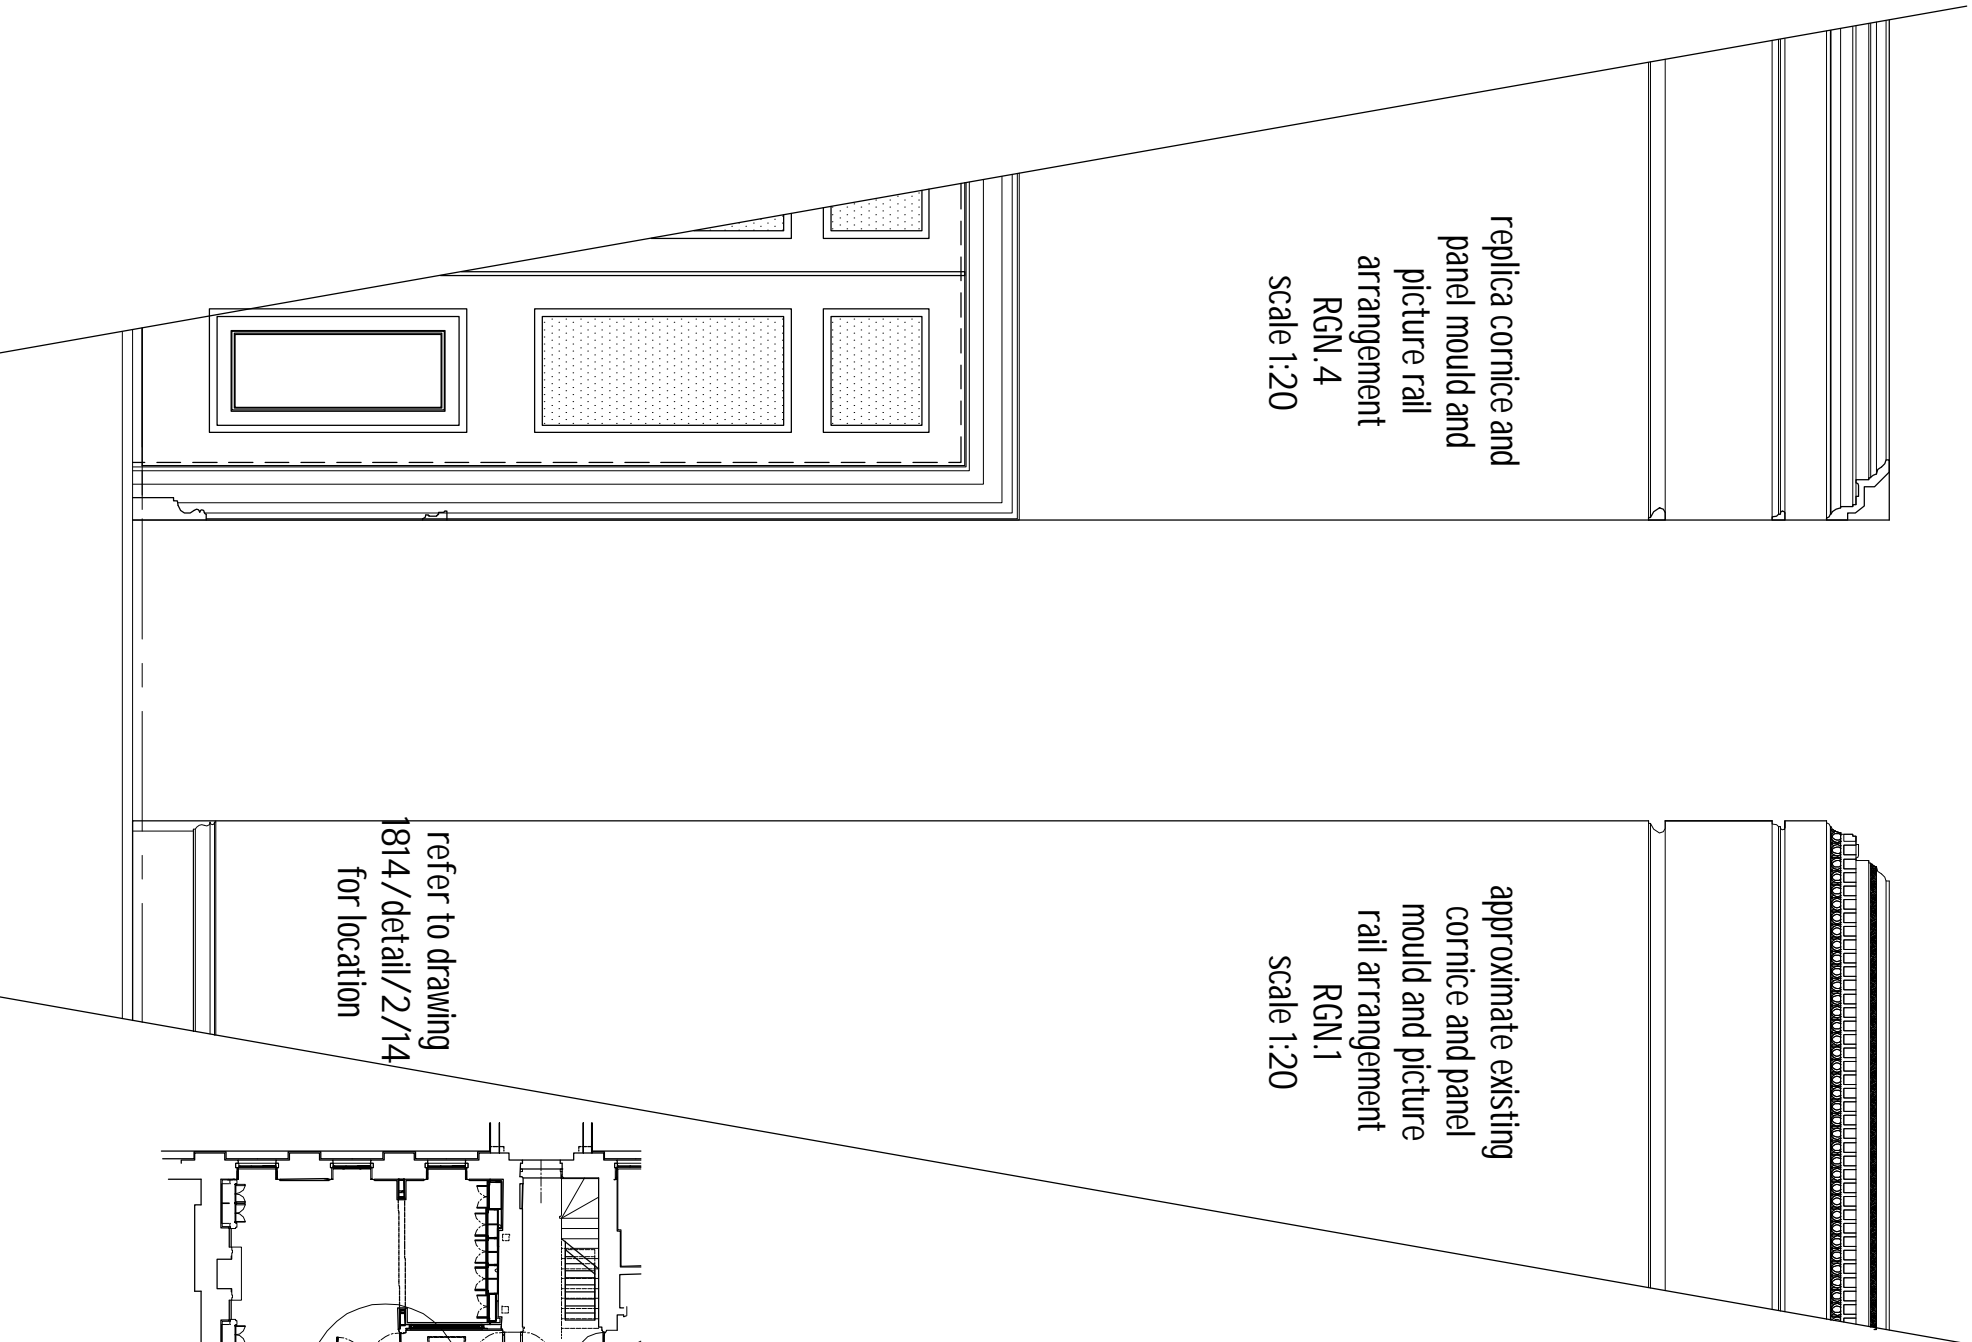 replica cornice and
panel mould and
picture rail
arrangement
RGN.4
scale 1:20
approximate existing
cornice and panel
mould and picture
rail arrangement
RGN.1
scale 1:20
refer to drawing
1814/detail/2/14
for location